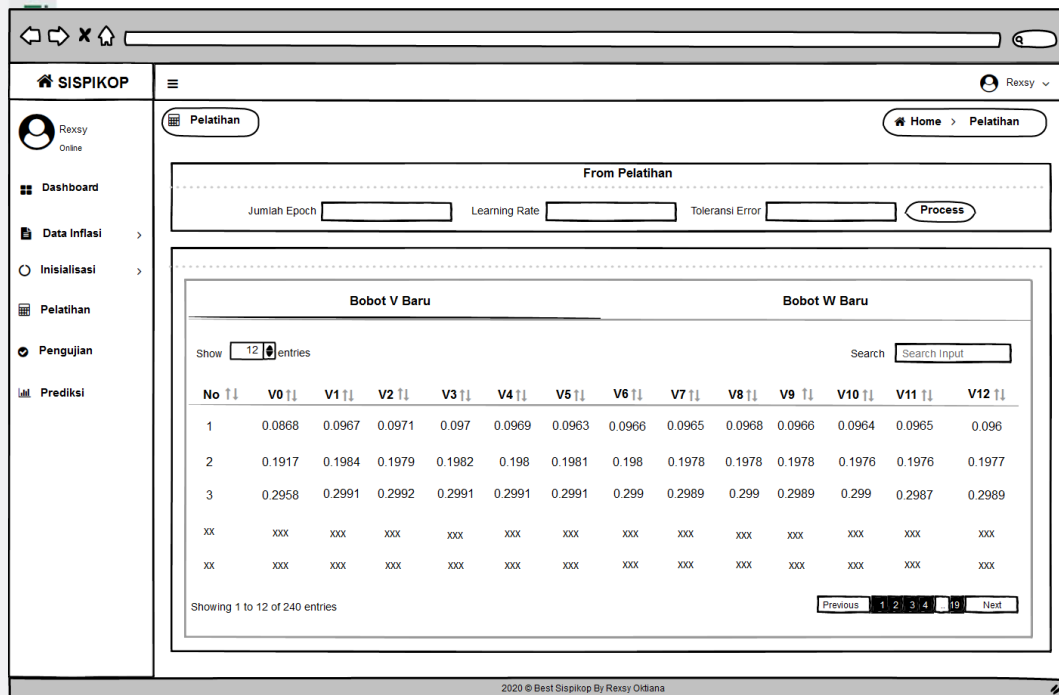 SISPIKOP
Rexsy
Rexsy
Online
Dashboard
Data Inflasi
Inisialisasi
Pelatihan
Pengujian
Prediksi
Pelatihan
Home > Pelatihan
From Pelatihan
Jumlah Epoch Learning Rate Toleransi Error Process
Bobot V Baru Bobot W Baru
Show 12 entries Search Search Input
No V0 V1 V2 V3 V4 V5 V6 V7 V8 V9 V10 V11 V12
1 0.0868 0.0967 0.0971 0.097 0.0969 0.0963 0.0966 0.0965 0.0968 0.0966 0.0964 0.0965 0.096
2 0.1917 0.1984 0.1979 0.1982 0.198 0.1981 0.198 0.1978 0.1978 0.1978 0.1976 0.1976 0.1977
3 0.2958 0.2991 0.2992 0.2991 0.2991 0.2991 0.299 0.2989 0.299 0.2989 0.299 0.2987 0.2989
xx xxx xxx xxx xxx xxx xxx xxx xxx xxx xxx xxx xxx xxx
xx xxx xxx xxx xxx xxx xxx xxx xxx xxx xxx xxx xxx xxx
Showing 1 to 12 of 240 entries Previous 1 2 3 4 .. 19 Next
2020 © Best Sispikop By Rexsy Oktiana